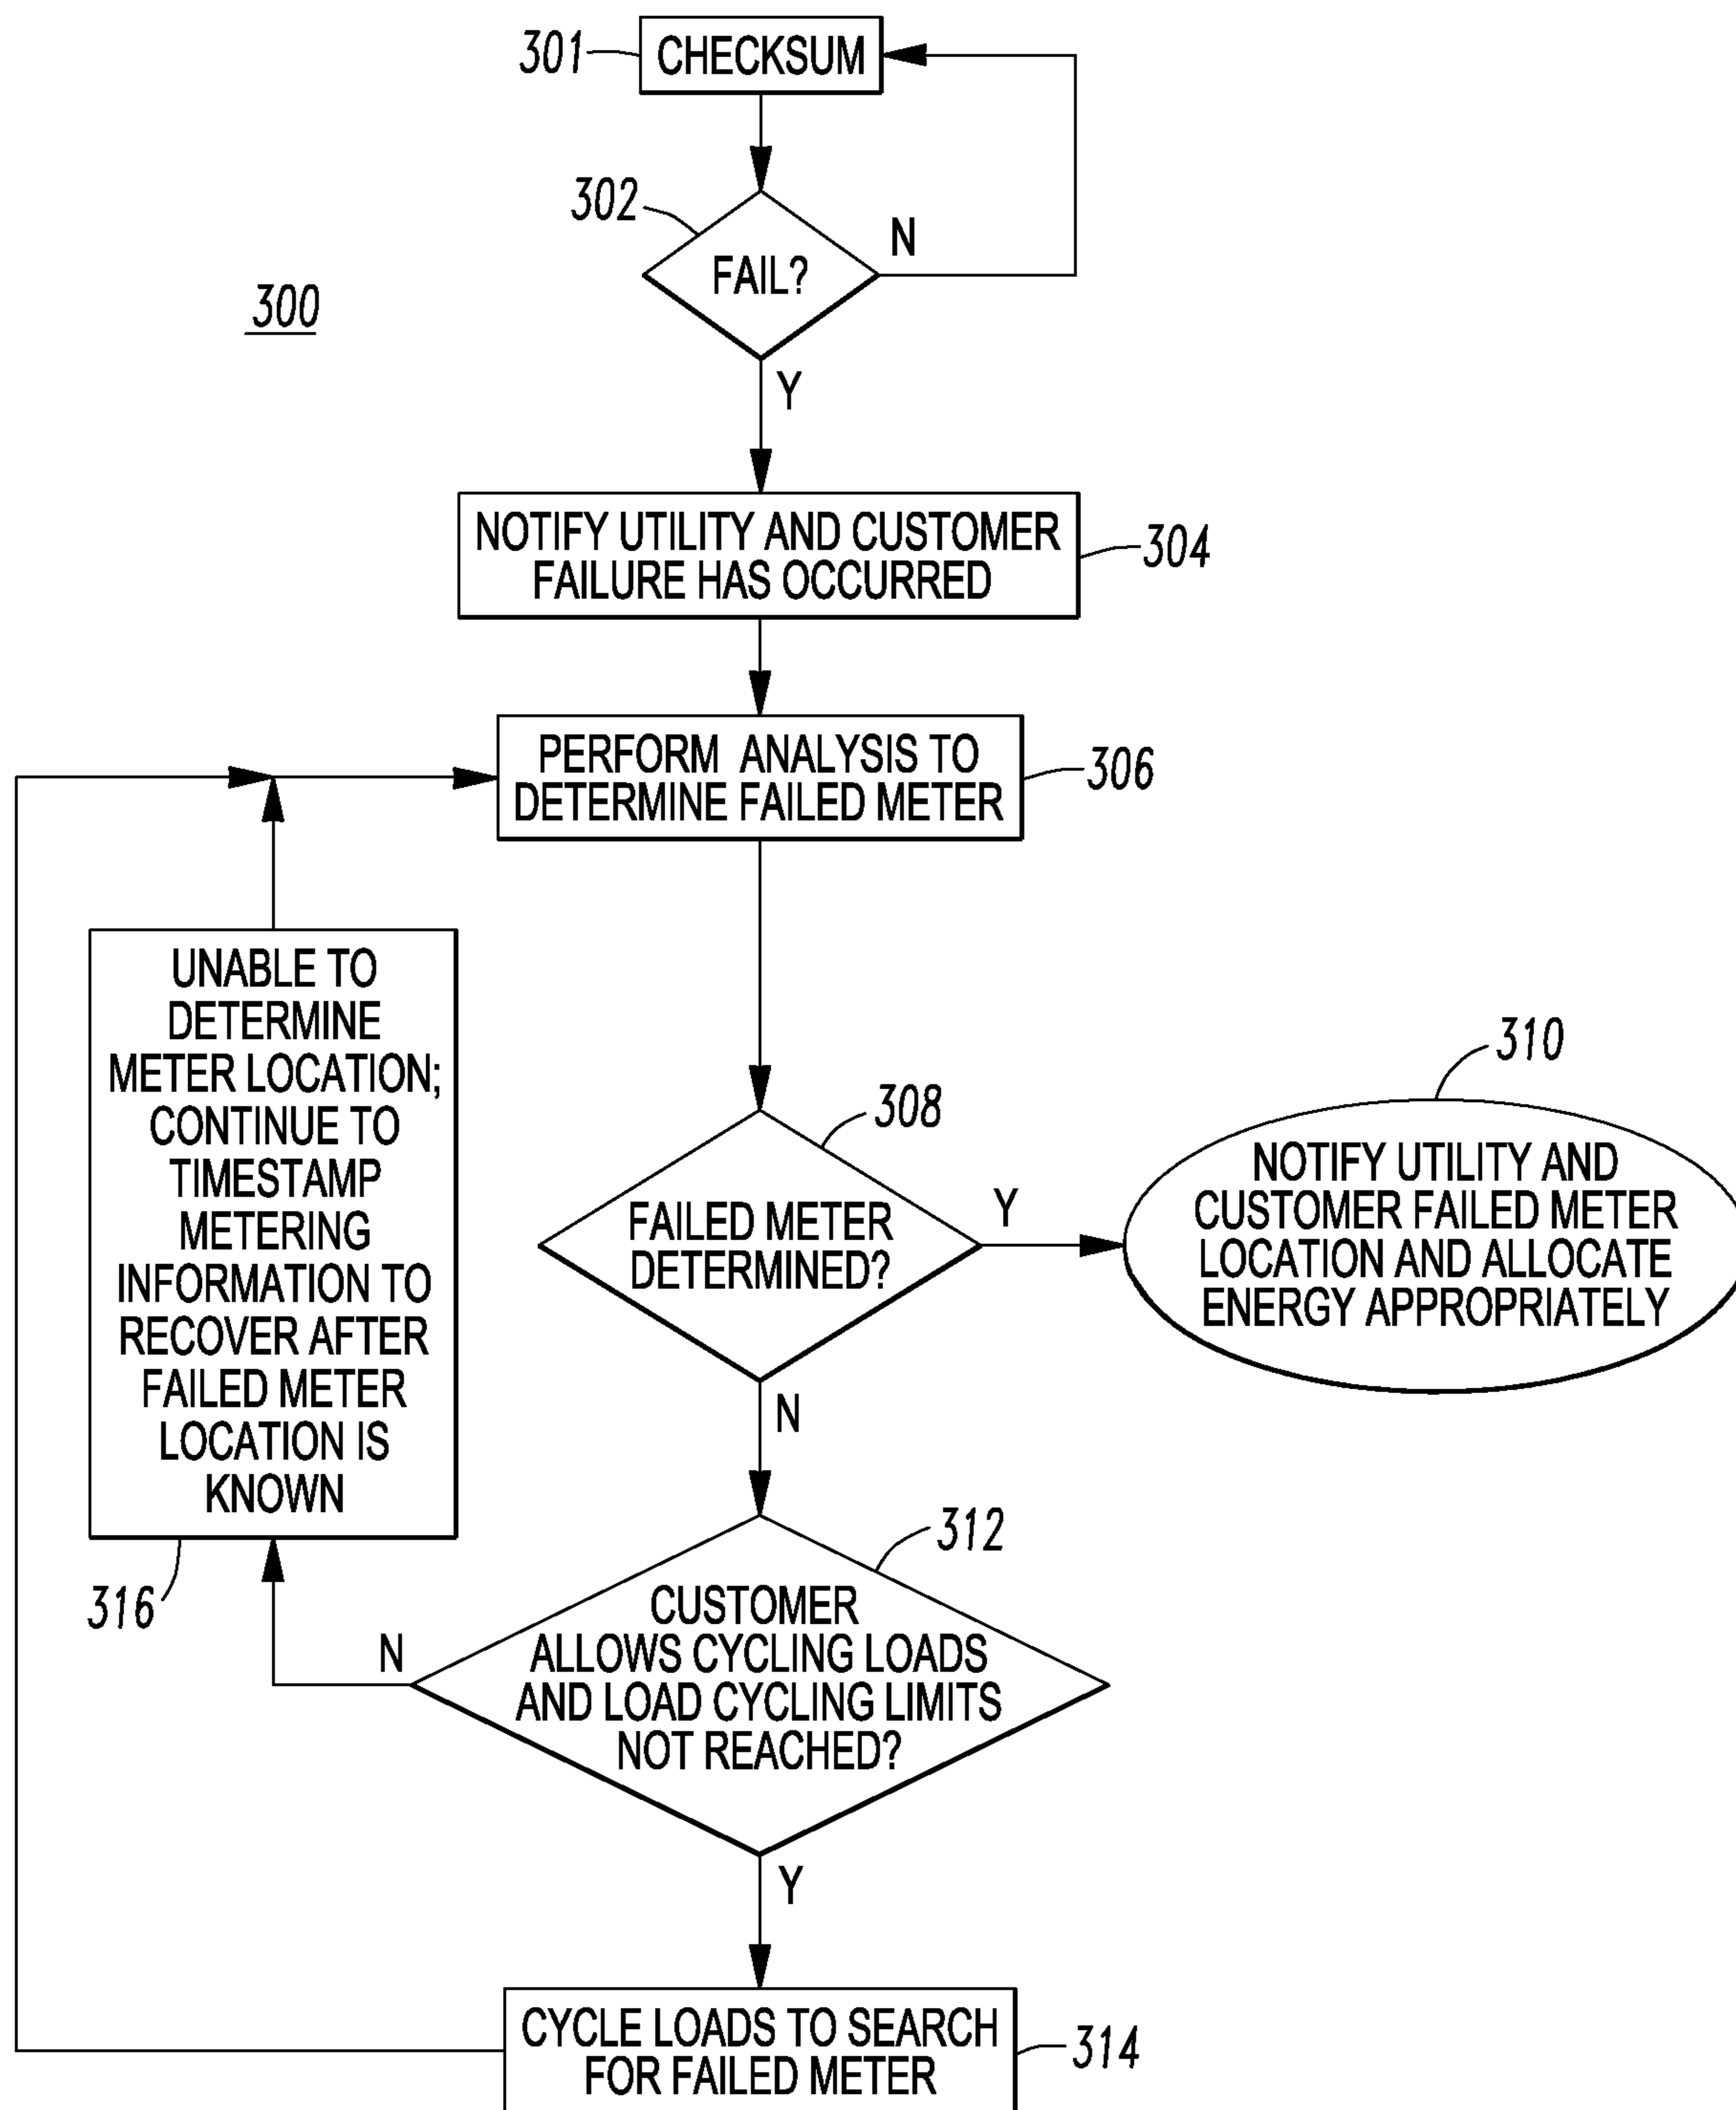 301
CHECKSUM
302
FAIL?
N
300
Y
NOTIFY UTILITY AND CUSTOMER
FAILURE HAS OCCURRED
304
PERFORM ANALYSIS TO
DETERMINE FAILED METER
306
UNABLE TO
DETERMINE
METER LOCATION;
CONTINUE TO
TIMESTAMP
METERING
INFORMATION TO
RECOVER AFTER
FAILED METER
LOCATION IS
KNOWN
316
308
FAILED METER
DETERMINED?
Y
310
NOTIFY UTILITY AND
CUSTOMER FAILED METER
LOCATION AND ALLOCATE
ENERGY APPROPRIATELY
N
312
CUSTOMER
ALLOWS CYCLING LOADS
AND LOAD CYCLING LIMITS
NOT REACHED?
N
Y
CYCLE LOADS TO SEARCH
FOR FAILED METER
314